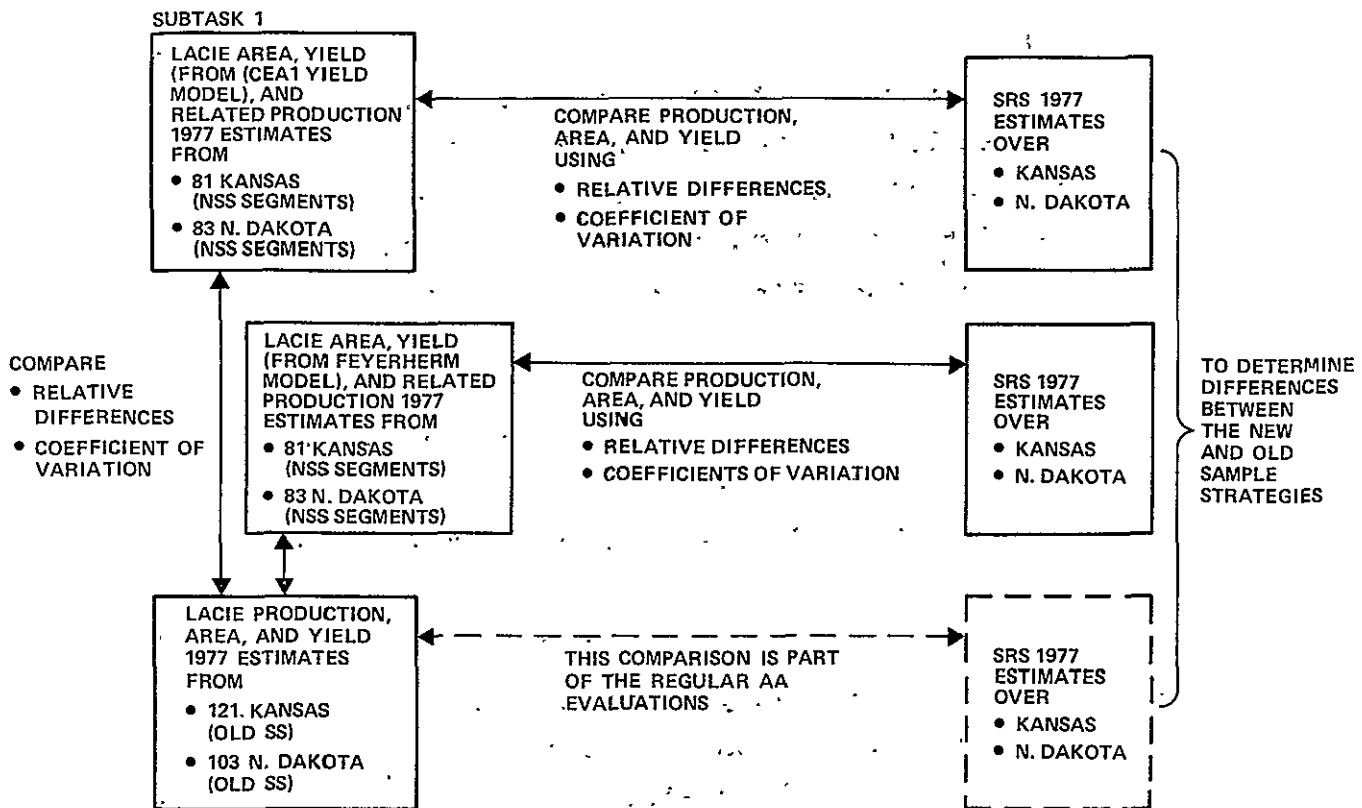 SUBTASK 1
LACIE AREA, YIELD
(FROM (CEA1 YIELD
MODEL), AND
RELATED PRODUCTION
1977 ESTIMATES
FROM
• 81 KANSAS
(NSS SEGMENTS)
• 83 N. DAKOTA
(NSS SEGMENTS)
COMPARE PRODUCTION,
AREA, AND YIELD
USING
• RELATIVE DIFFERENCES,
• COEFFICIENT OF
VARIATION
SRS 1977
ESTIMATES
OVER
• KANSAS
• N. DAKOTA
COMPARE
• RELATIVE
DIFFERENCES
• COEFFICIENT OF
VARIATION
LACIE AREA, YIELD
(FROM FEYERHERM
MODEL), AND RELATED
PRODUCTION 1977
ESTIMATES FROM
• 81 KANSAS
(NSS SEGMENTS)
• 83 N. DAKOTA
(NSS SEGMENTS)
COMPARE PRODUCTION,
AREA, AND YIELD
USING
• RELATIVE DIFFERENCES
• COEFFICIENTS OF VARIATION
SRS 1977
ESTIMATES
OVER
• KANSAS
• N. DAKOTA
TO DETERMINE
DIFFERENCES
BETWEEN
THE NEW
AND OLD
SAMPLE
STRATEGIES
LACIE PRODUCTION,
AREA, AND YIELD
1977 ESTIMATES
FROM
• 121. KANSAS
(OLD SS)
• 103 N. DAKOTA
(OLD SS)
THIS COMPARISON IS PART
OF THE REGULAR AA
EVALUATIONS
SRS 1977
ESTIMATES
OVER
• KANSAS
• N. DAKOTA